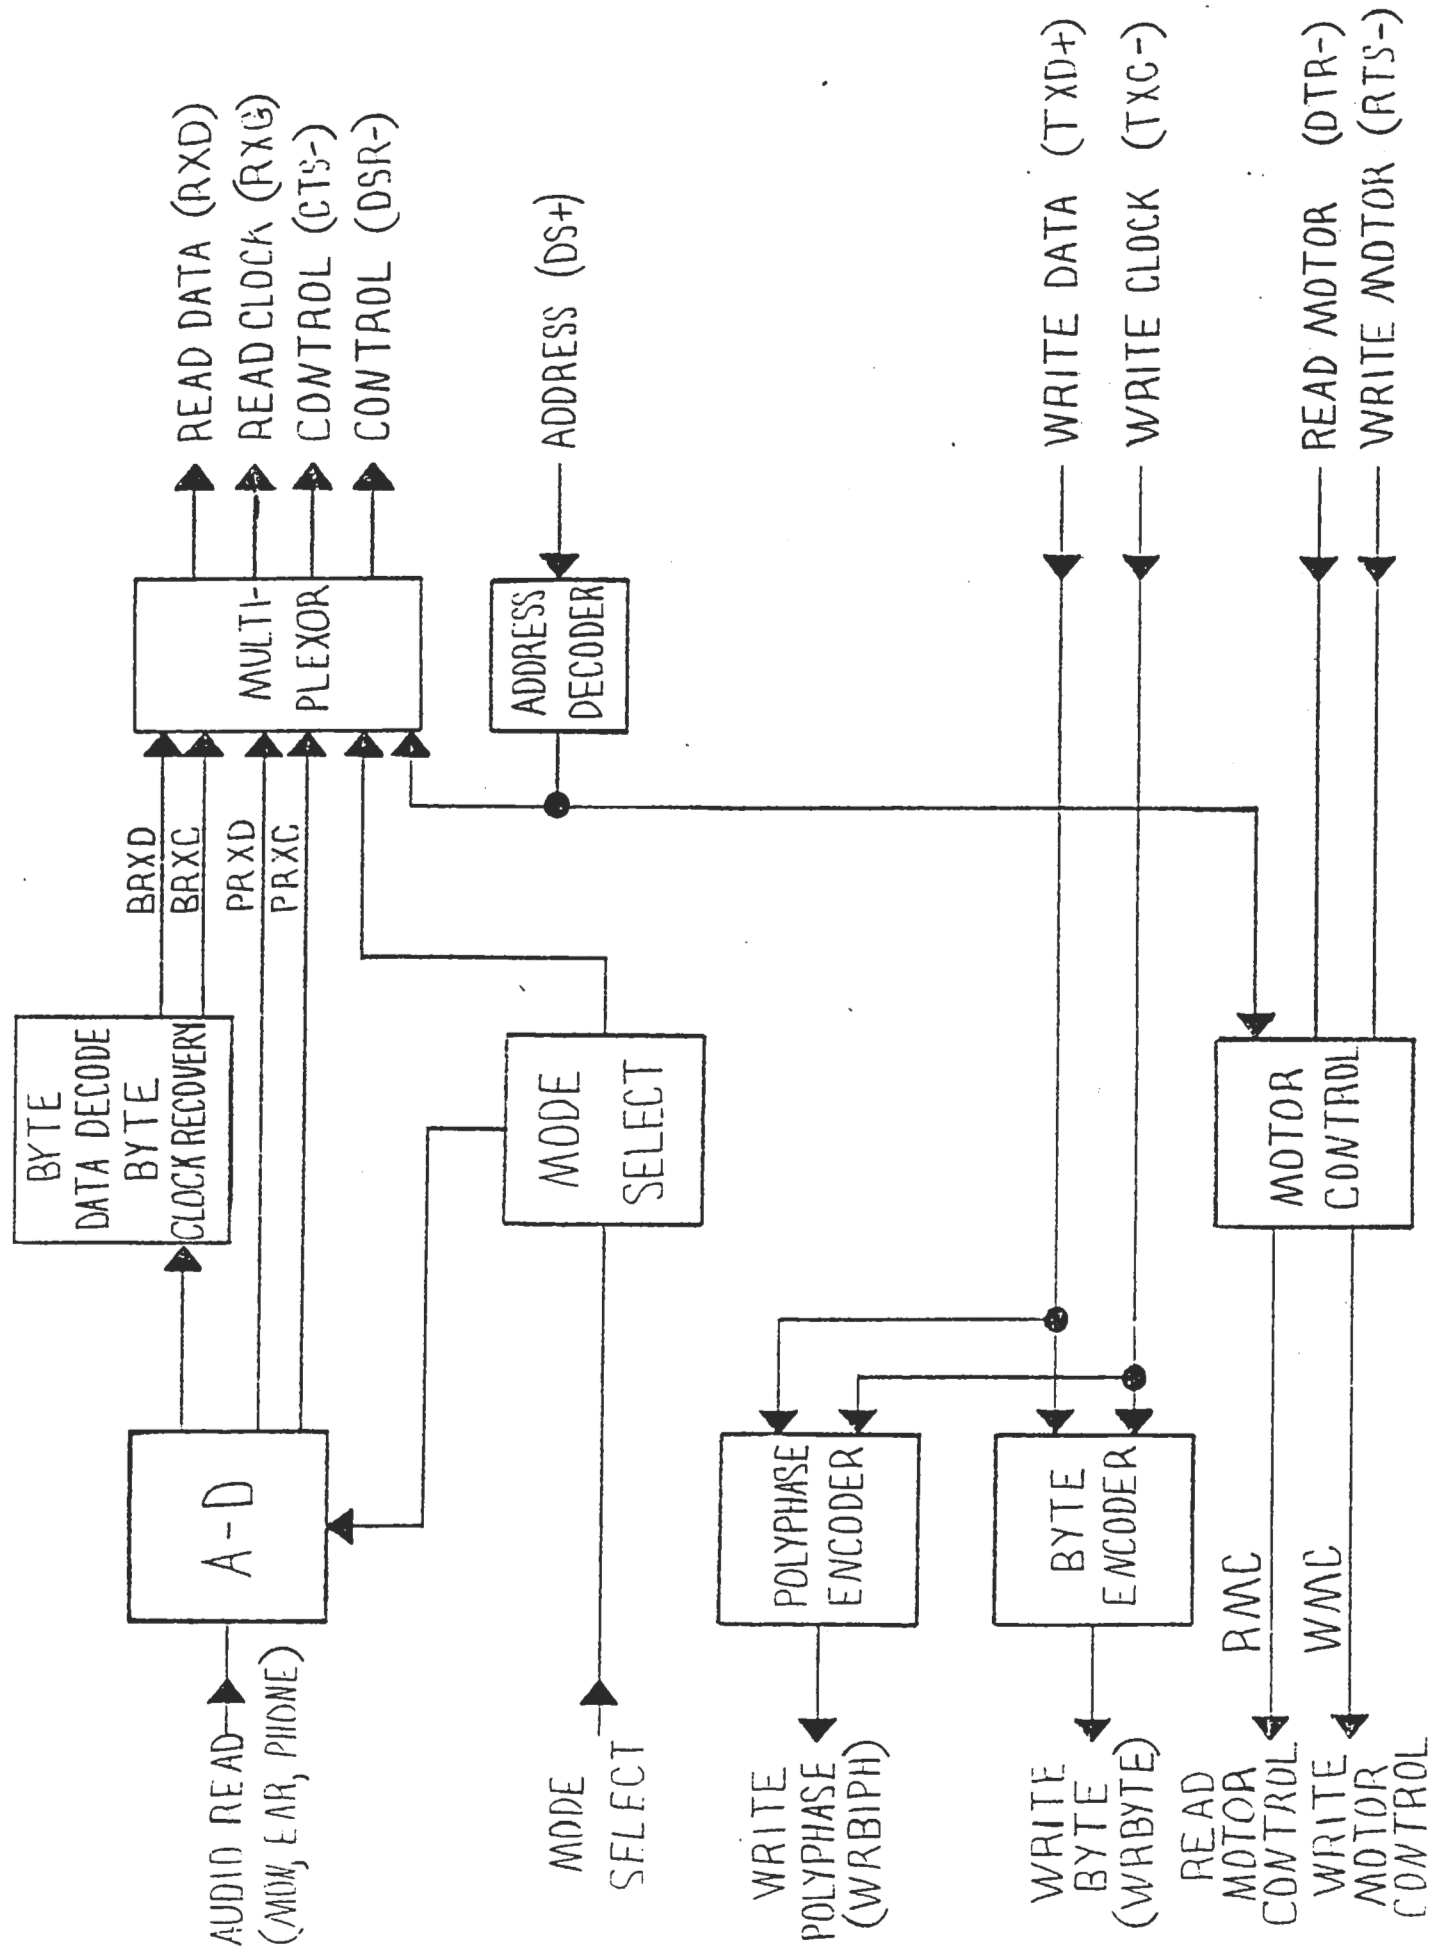 AUDIO READ
(MON, EAR, PHONE)
A-D
BYTE
DATA DECODE
BYTE
CLOCK RECOVERY
BRXD
BRXC
PRXD
PRXC
MULTI-
PLEXOR
READ DATA (RXD)
READ CLOCK (RXC)
CONTROL (CTS-)
CONTROL (DSR-)
MODE
SELECT
MODE
SELECT
ADDRESS
DECODER
ADDRESS (DS+)
WRITE
POLYPHASE
(WRBIPH)
POLYPHASE
ENCODER
WRITE
BYTE
(WRBYTE)
BYTE
ENCODER
WRITE DATA (TXD+)
WRITE CLOCK (TXC-)
READ
MOTOR
CONTROL
RMC
WRITE
MOTOR
CONTROL
WMC
MOTOR
CONTROL
READ MOTOR (DTR-)
WRITE MOTOR (RTS-)